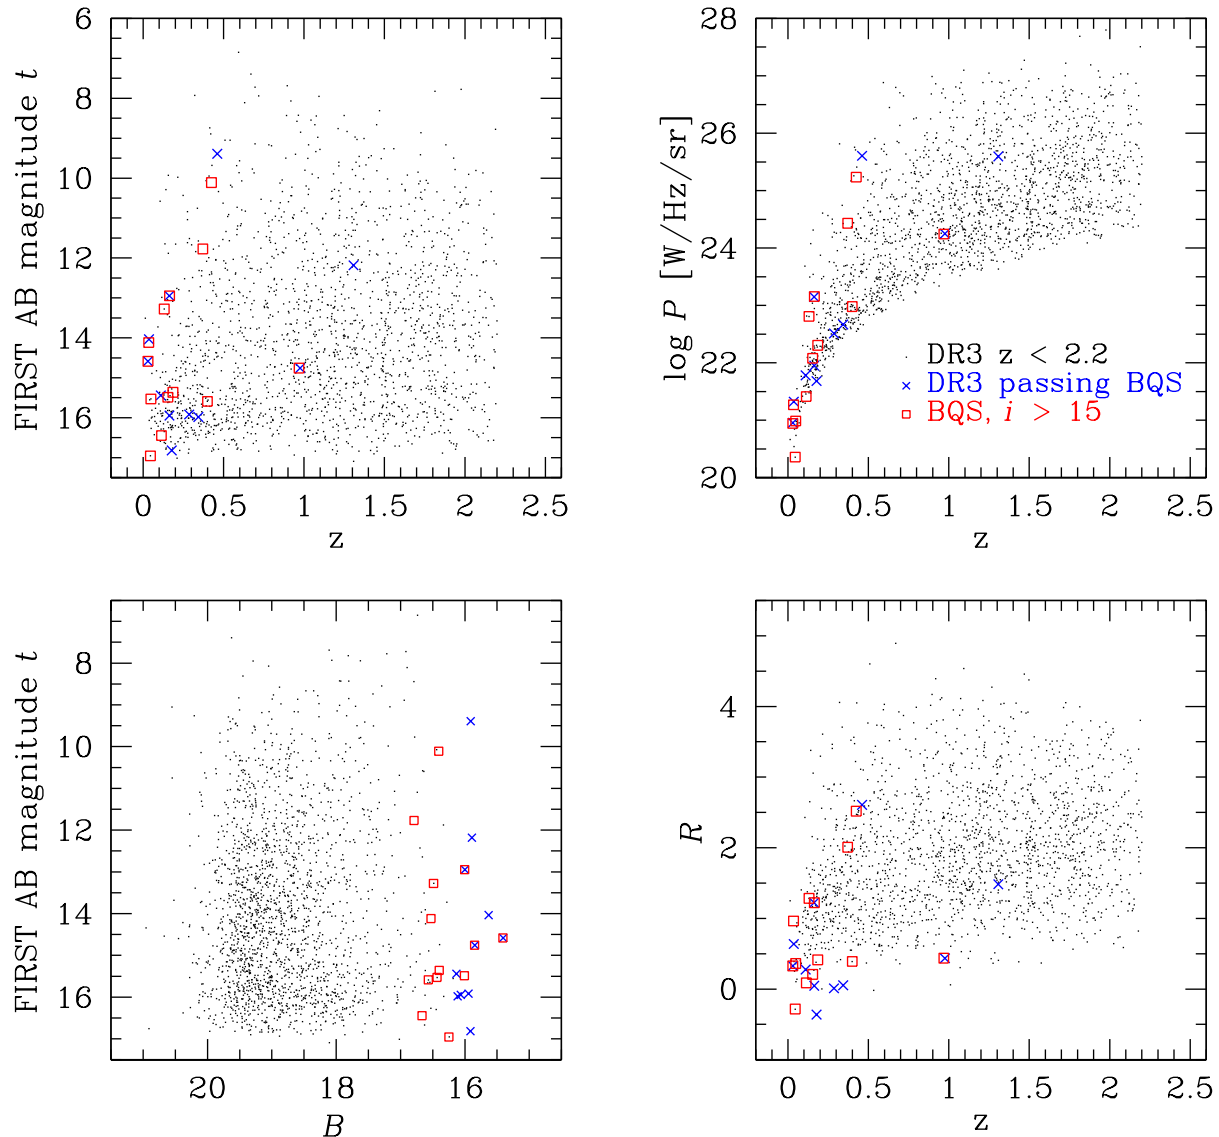 FIRST AB magnitude t
6
8
10
12
14
16
0 0.5 1 1.5 2 2.5
z
log P [W/Hz/sr]
28
26
24
22
20
DR3 z < 2.2
DR3 passing BQS
BQS, i > 15
0 0.5 1 1.5 2 2.5
z
FIRST AB magnitude t
8
10
12
14
16
20 18 16
B
R
4
2
0
0 0.5 1 1.5 2 2.5
z